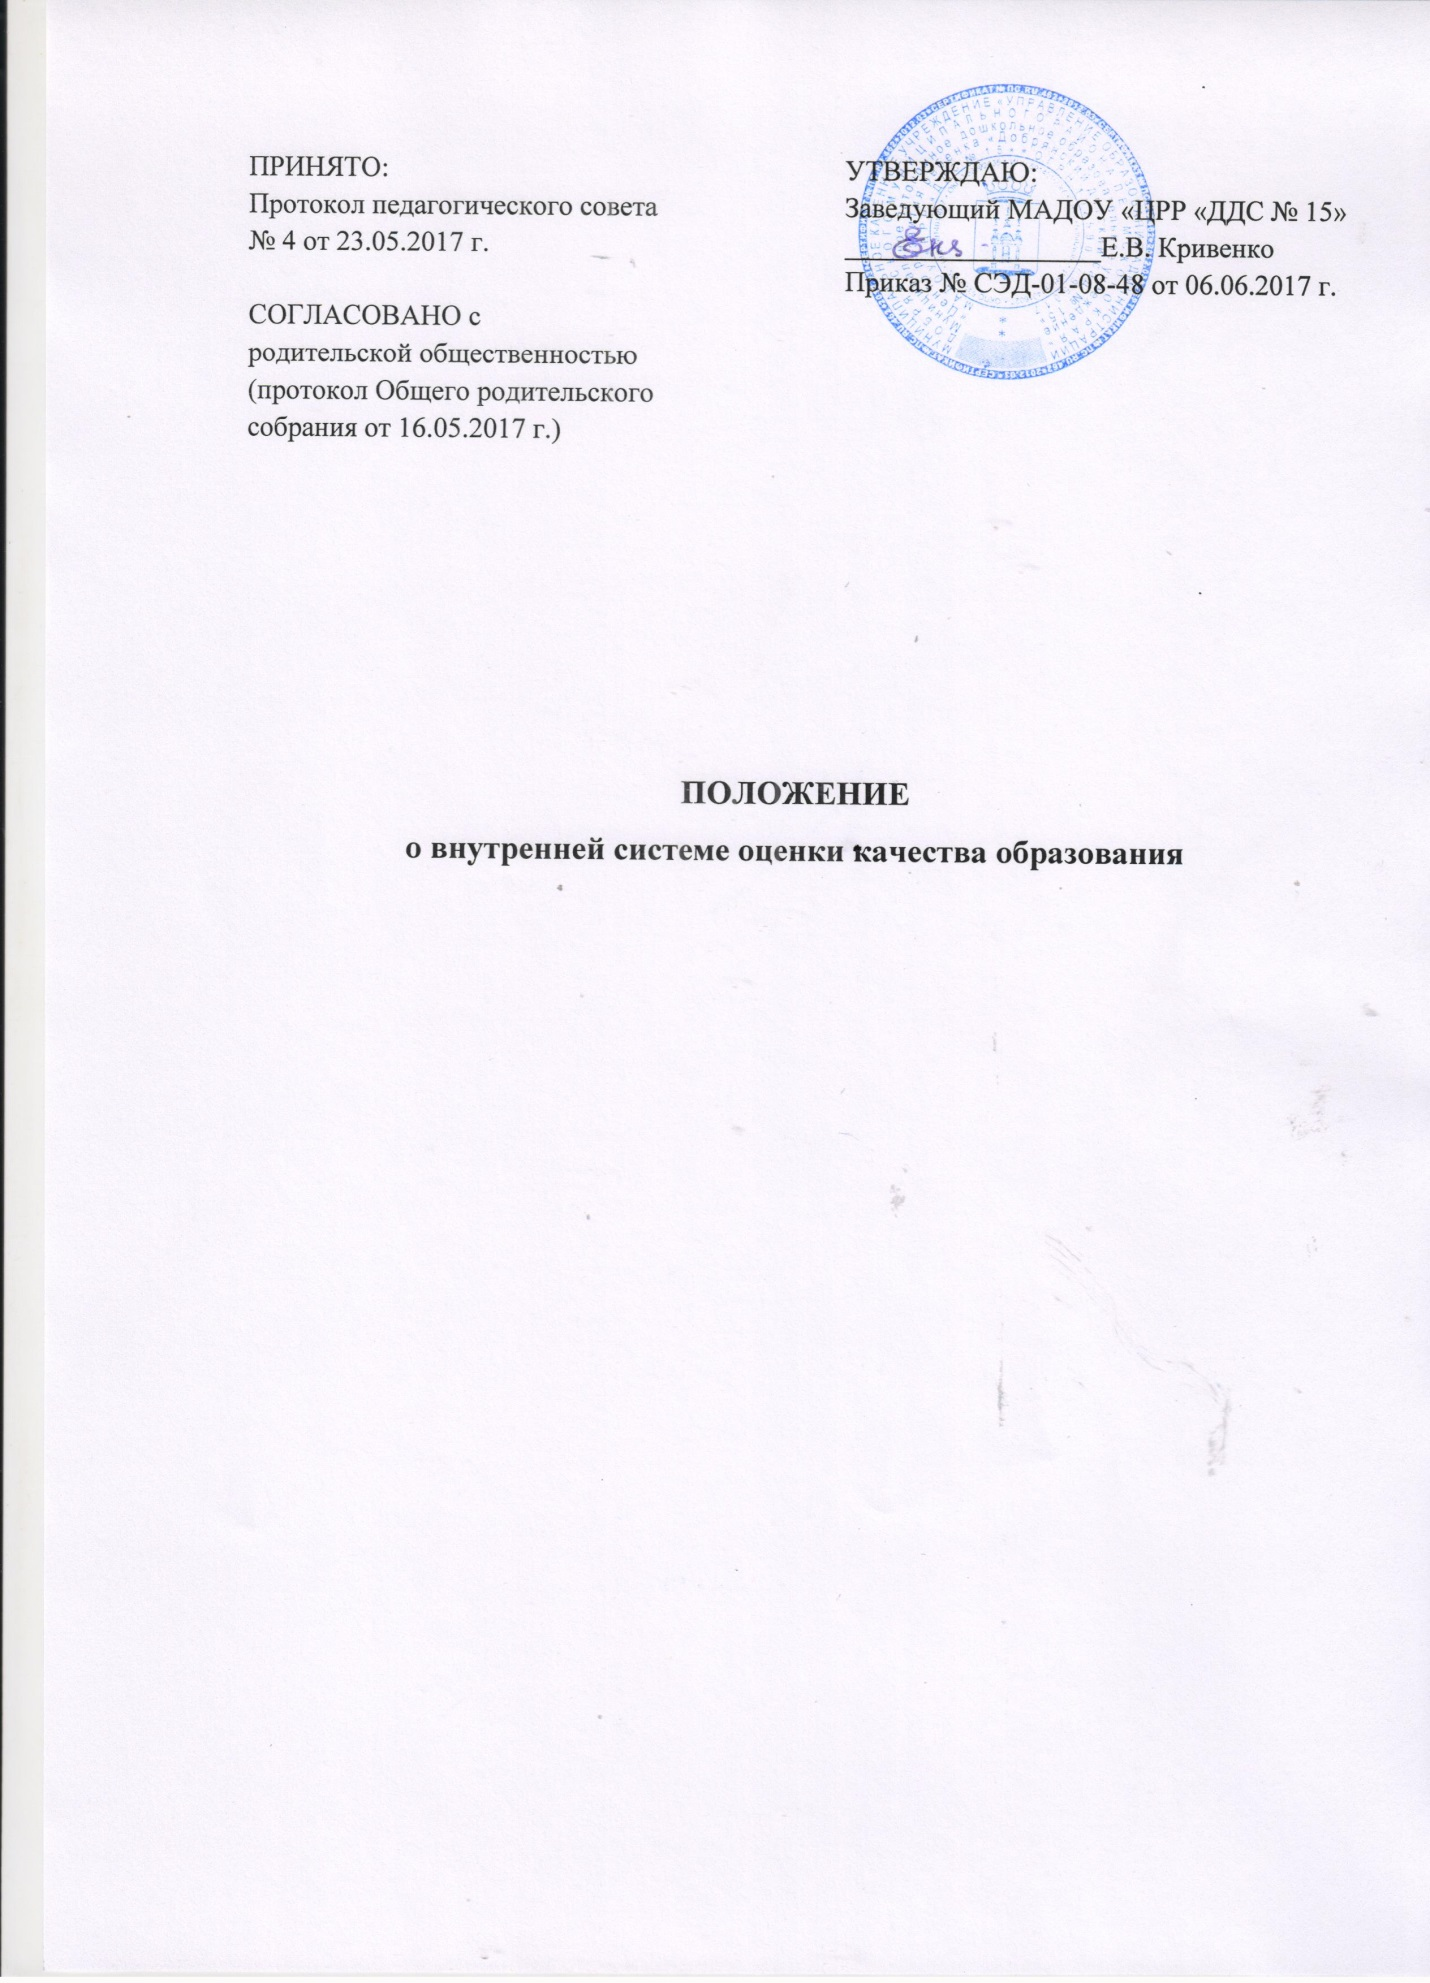 ПРИНЯТО:
Протокол педагогического совета
№ 4 от 23.05.2017 г.
СОГЛАСОВАНО с
родительской общественностью
(протокол Общего родительского
собрания от 16.05.2017 г.)
УТВЕРЖДАЮ:
Заведующий МАДОУ «ЦРР «ДДС № 15»
____________________Е.В. Кривенко
Приказ № СЭД-01-08-48 от 06.06.2017 г.
ПОЛОЖЕНИЕ
о внутренней системе оценки качества образования